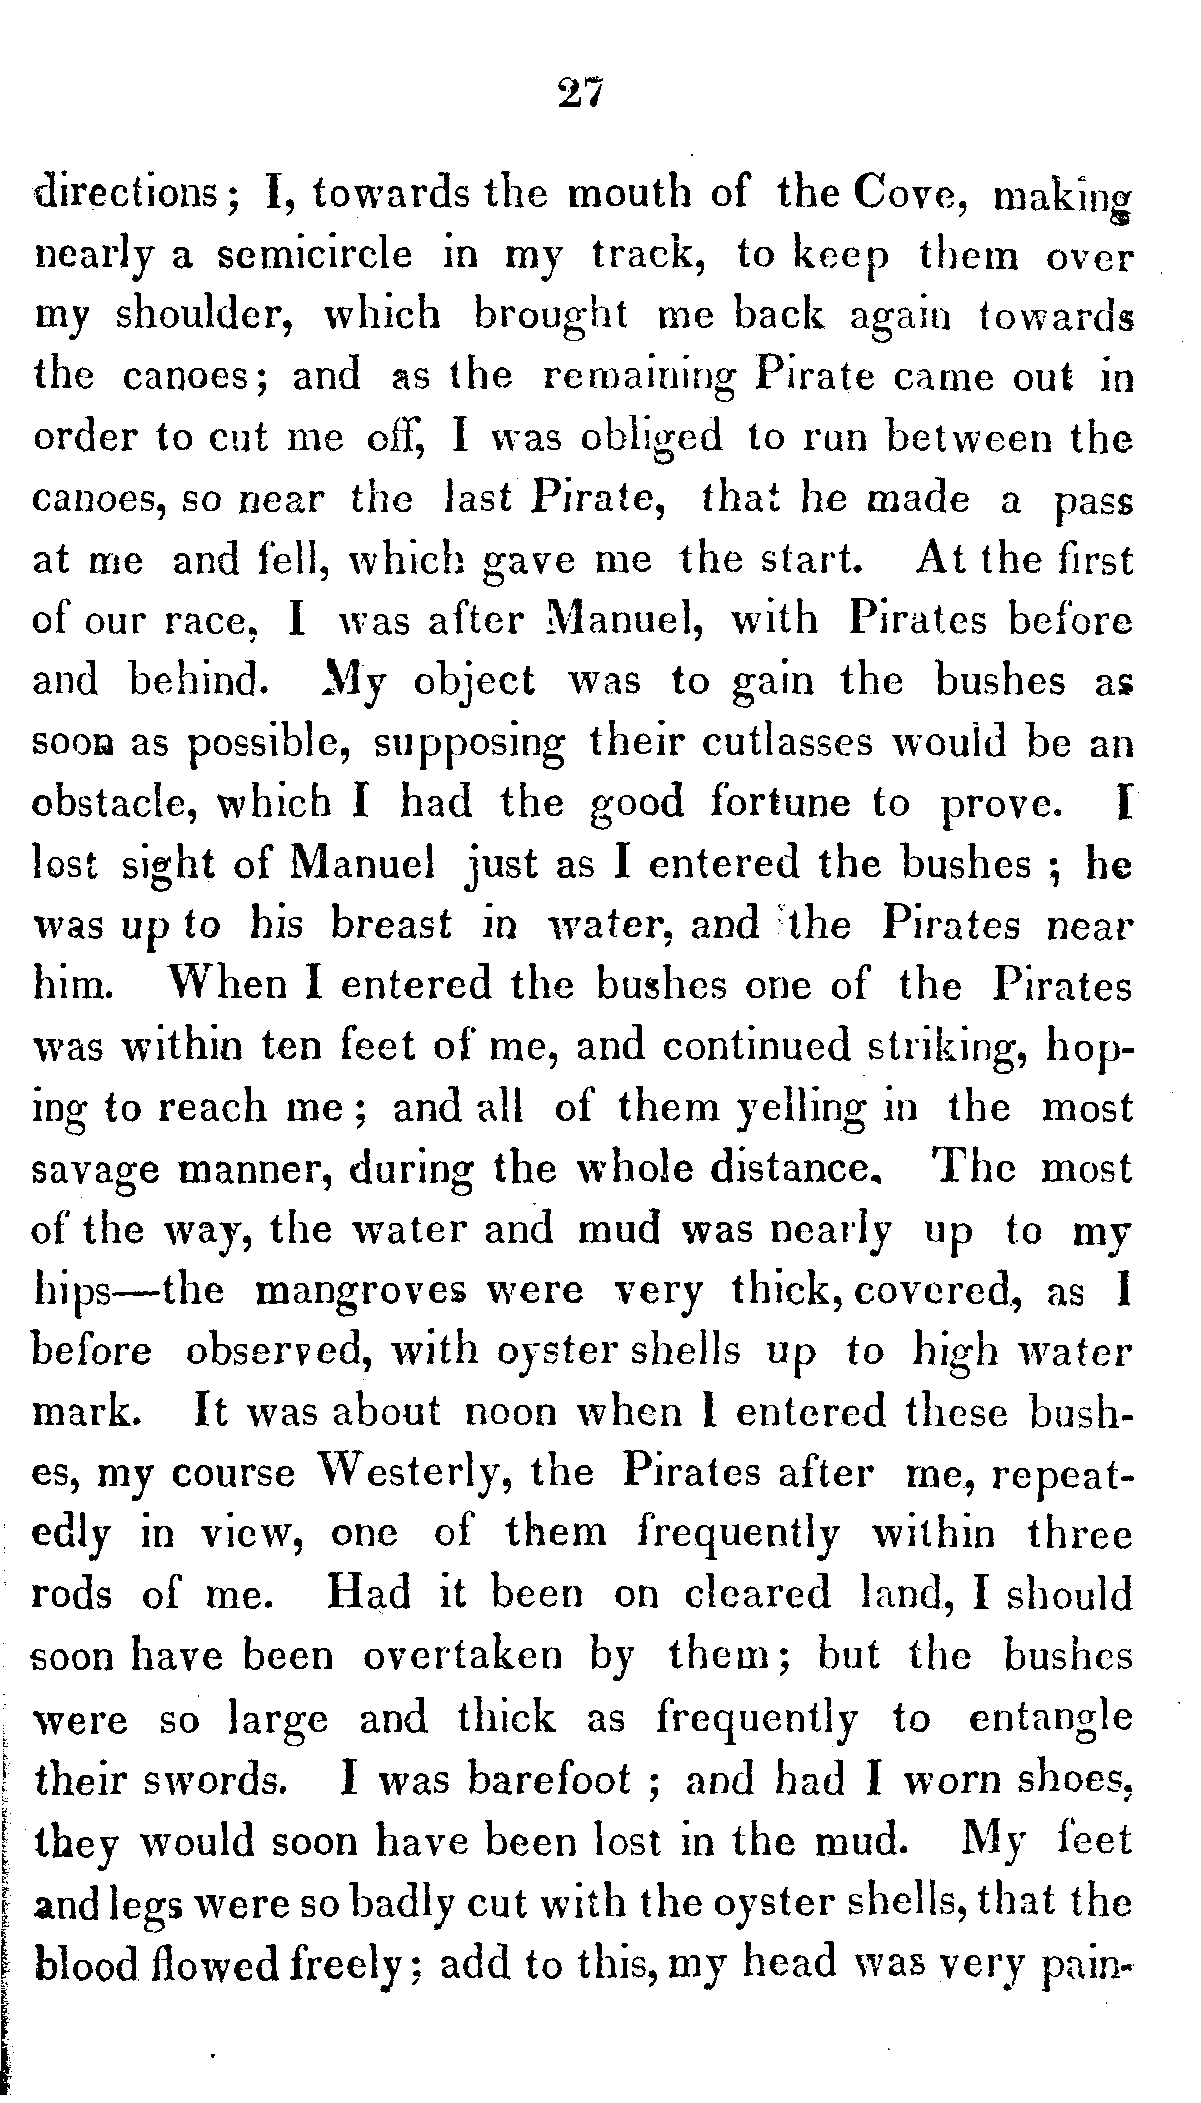 27
directions; I, towards the mouth of the Cove, making
nearly a semicircle in my track, to keep them over
my shoulder, which brought me back again towards
the canoes; and as the remaining Pirate came out in
order to cut me off, I was obliged to run between the
canoes, so near the last Pirate, that he made a pass
at me and fell, which gave me the start. At the first
of our race, I was after Manuel, with Pirates before
and behind. My object was to gain the bushes as
soon as possible, supposing their cutlasses would be an
obstacle, which I had the good fortune to prove. I
lost sight of Manuel just as I entered the bushes ; he
was up to his breast in water, and the Pirates near
him. When I entered the bushes one of the Pirates
was within ten feet of me, and continued striking, hop-
ing to reach me ; and all of them yelling in the most
savage manner, during the whole distance. The most
of the way, the water and mud was nearly up to my
hips—the mangroves were very thick, covered, as I
before observed, with oyster shells up to high water
mark. It was about noon when I entered these bush-
es, my course Westerly, the Pirates after me, repeat-
edly in view, one of them frequently within three
rods of me. Had it been on cleared land, I should
soon have been overtaken by them; but the bushes
were so large and thick as frequently to entangle
their swords. I was barefoot ; and had I worn shoes,
they would soon have been lost in the mud. My feet
and legs were so badly cut with the oyster shells, that the
blood flowed freely; add to this, my head was very pain-